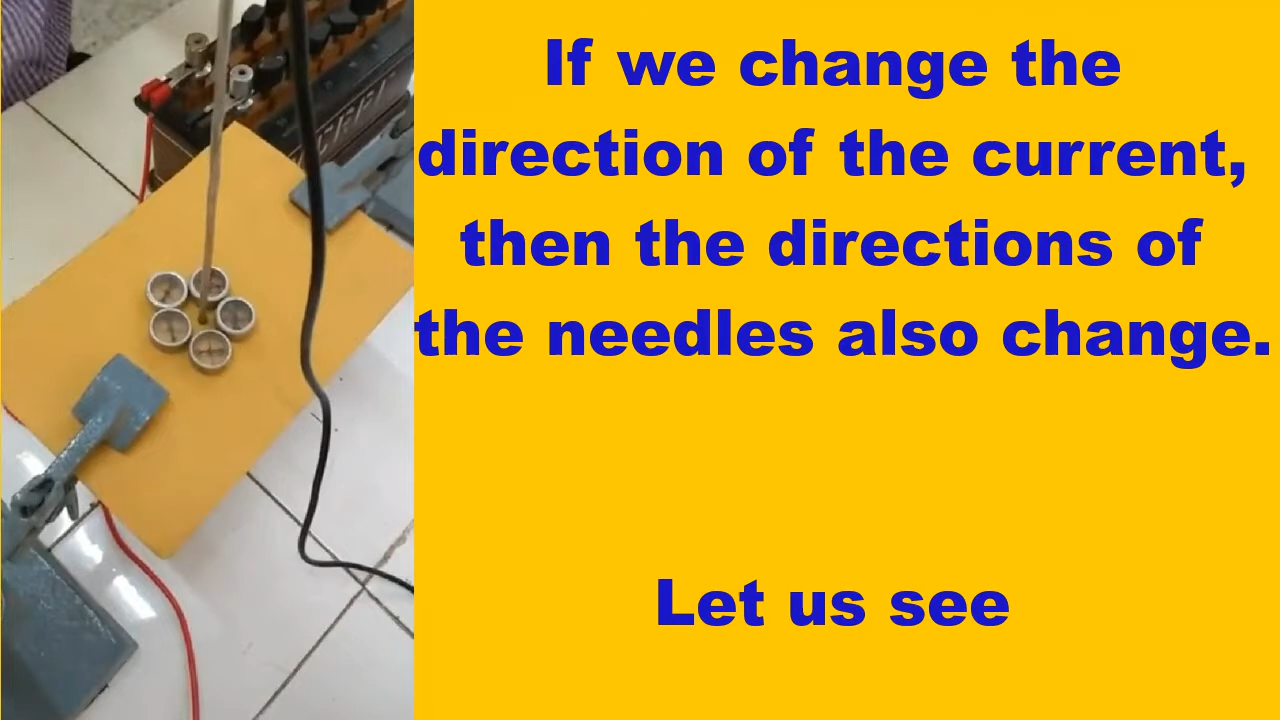 If we change the
direction of the current,
then the directions of
the needles also change.
Let us see